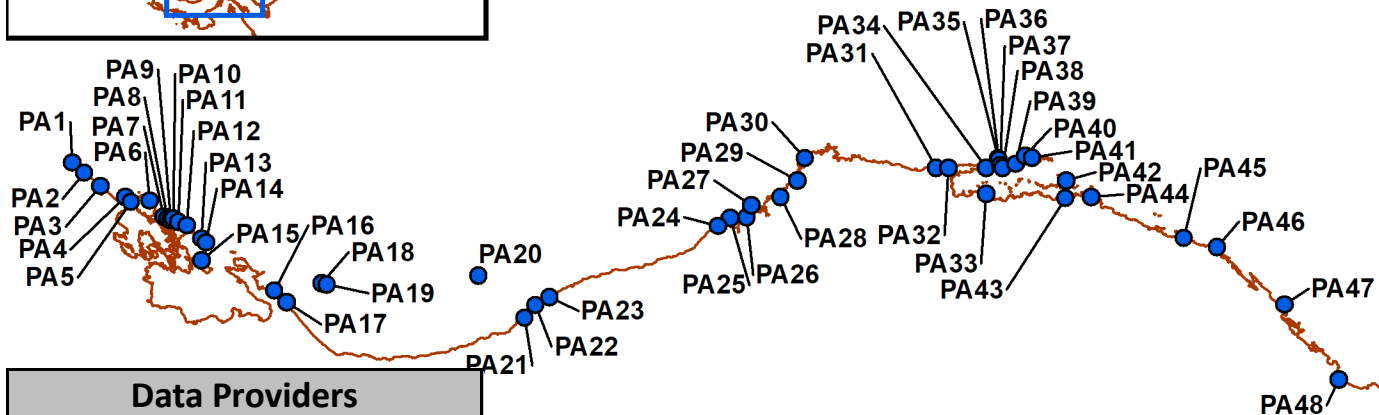 PA1
PA2
PA3
PA4
PA5
PA6
PA7
PA8
PA9
PA10
PA11
PA12
PA13
PA14
PA15
PA16
PA17
PA18
PA19
PA20
PA21
PA22
PA23
PA24
PA25
PA26
PA27
PA28
PA29
PA30
PA31
PA32
PA33
PA34
PA35
PA36
PA37
PA38
PA39
PA40
PA41
PA42
PA43
PA44
PA45
PA46
PA47
PA48
Data Providers